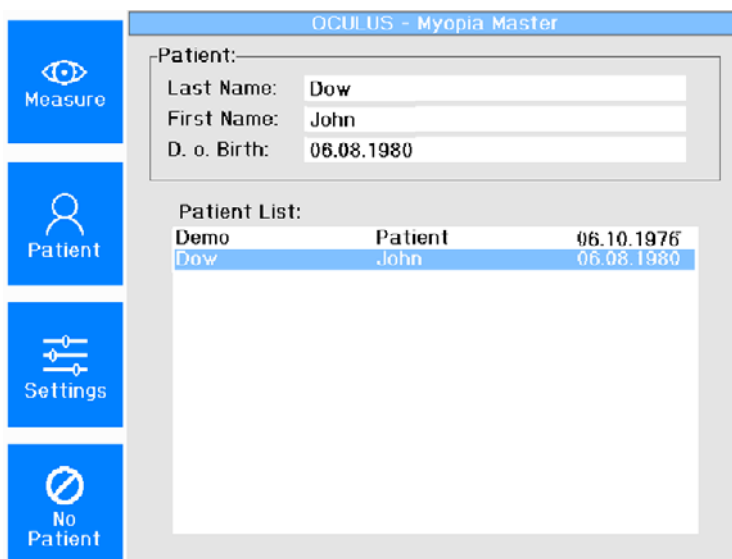 OCULUS - Myopia Master
Measure
Patient:
Last Name: Dow
First Name: John
D. o. Birth: 06.08.1980
Patient
Patient List:
Demo Patient 06.10.1976
Dow John 06.08.1980
Settings
No
Patient